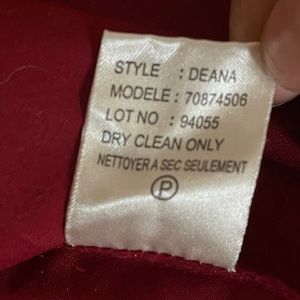 STYLE : DEANA
MODELE : 70874506
LOT NO : 94055
DRY CLEAN ONLY
NETTOYER A SEC SEULEMENT
P